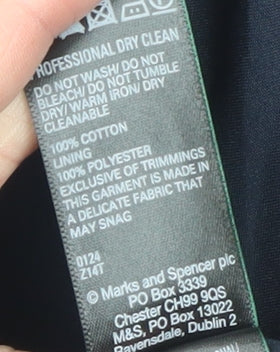 PROFESSIONAL DRY CLEAN
DO NOT WASH/ DO NOT
BLEACH/ DO NOT TUMBLE
DRY/ WARM IRON/ DRY
CLEANABLE
100% COTTON
LINING
100% POLYESTER
EXCLUSIVE OF TRIMMINGS
THIS GARMENT IS MADE IN
A DELICATE FABRIC THAT
MAY SNAG
0124
Z14T
© Marks and Spencer plc
PO Box 3339
Chester CH99 9QS
M&S, PO Box 13022
Ravensdale, Dublin 2